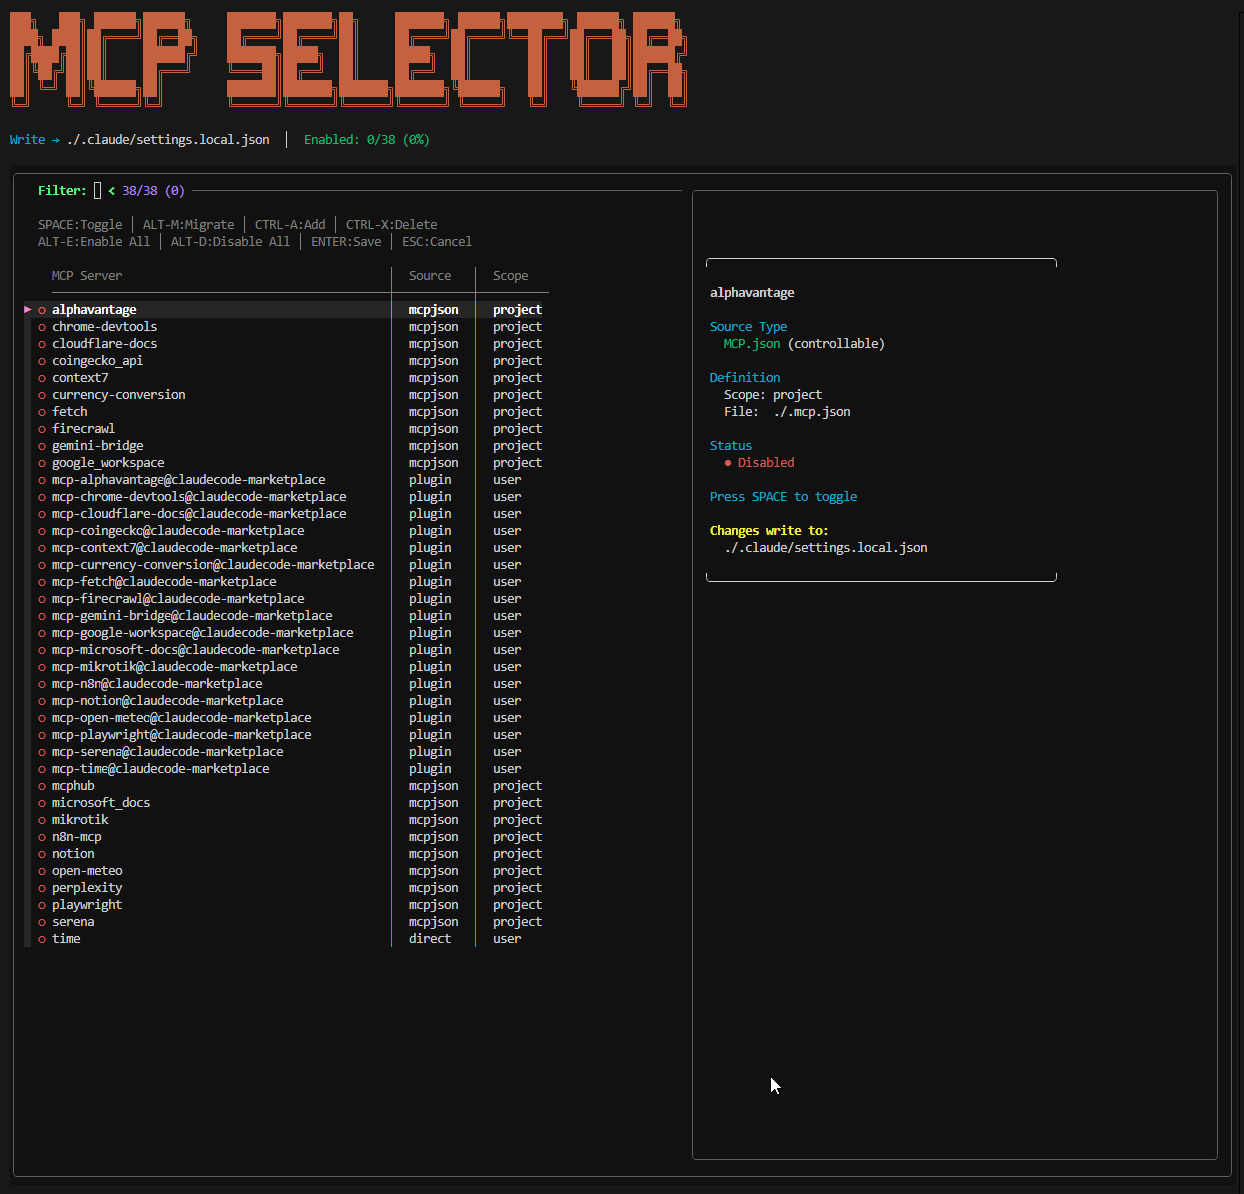 MCP SELECTOR
Write → ./.claude/settings.local.json │ Enabled: 0/38 (0%)
Filter: < 38/38 (0)
SPACE:Toggle │ ALT-M:Migrate │ CTRL-A:Add │ CTRL-X:Delete
ALT-E:Enable All │ ALT-D:Disable All │ ENTER:Save │ ESC:Cancel
MCP Server │ Source │ Scope
▶ ○ alphavantage │ mcpjson │ project
○ chrome-devtools │ mcpjson │ project
○ cloudflare-docs │ mcpjson │ project
○ coingecko_api │ mcpjson │ project
○ context7 │ mcpjson │ project
○ currency-conversion │ mcpjson │ project
○ fetch │ mcpjson │ project
○ firecrawl │ mcpjson │ project
○ gemini-bridge │ mcpjson │ project
○ google_workspace │ mcpjson │ project
○ mcp-alphavantage@claudecode-marketplace │ plugin │ user
○ mcp-chrome-devtools@claudecode-marketplace │ plugin │ user
○ mcp-cloudflare-docs@claudecode-marketplace │ plugin │ user
○ mcp-coingecko@claudecode-marketplace │ plugin │ user
○ mcp-context7@claudecode-marketplace │ plugin │ user
○ mcp-currency-conversion@claudecode-marketplace │ plugin │ user
○ mcp-fetch@claudecode-marketplace │ plugin │ user
○ mcp-firecrawl@claudecode-marketplace │ plugin │ user
○ mcp-gemini-bridge@claudecode-marketplace │ plugin │ user
○ mcp-google-workspace@claudecode-marketplace │ plugin │ user
○ mcp-microsoft-docs@claudecode-marketplace │ plugin │ user
○ mcp-mikrotik@claudecode-marketplace │ plugin │ user
○ mcp-n8n@claudecode-marketplace │ plugin │ user
○ mcp-notion@claudecode-marketplace │ plugin │ user
○ mcp-open-meteo@claudecode-marketplace │ plugin │ user
○ mcp-playwright@claudecode-marketplace │ plugin │ user
○ mcp-serena@claudecode-marketplace │ plugin │ user
○ mcp-time@claudecode-marketplace │ plugin │ user
○ mcphub │ mcpjson │ project
○ microsoft_docs │ mcpjson │ project
○ mikrotik │ mcpjson │ project
○ n8n-mcp │ mcpjson │ project
○ notion │ mcpjson │ project
○ open-meteo │ mcpjson │ project
○ perplexity │ mcpjson │ project
○ playwright │ mcpjson │ project
○ serena │ mcpjson │ project
○ time │ direct │ user
alphavantage
Source Type
MCP.json (controllable)
Definition
Scope: project
File: ./.mcp.json
Status
● Disabled
Press SPACE to toggle
Changes write to:
./.claude/settings.local.json